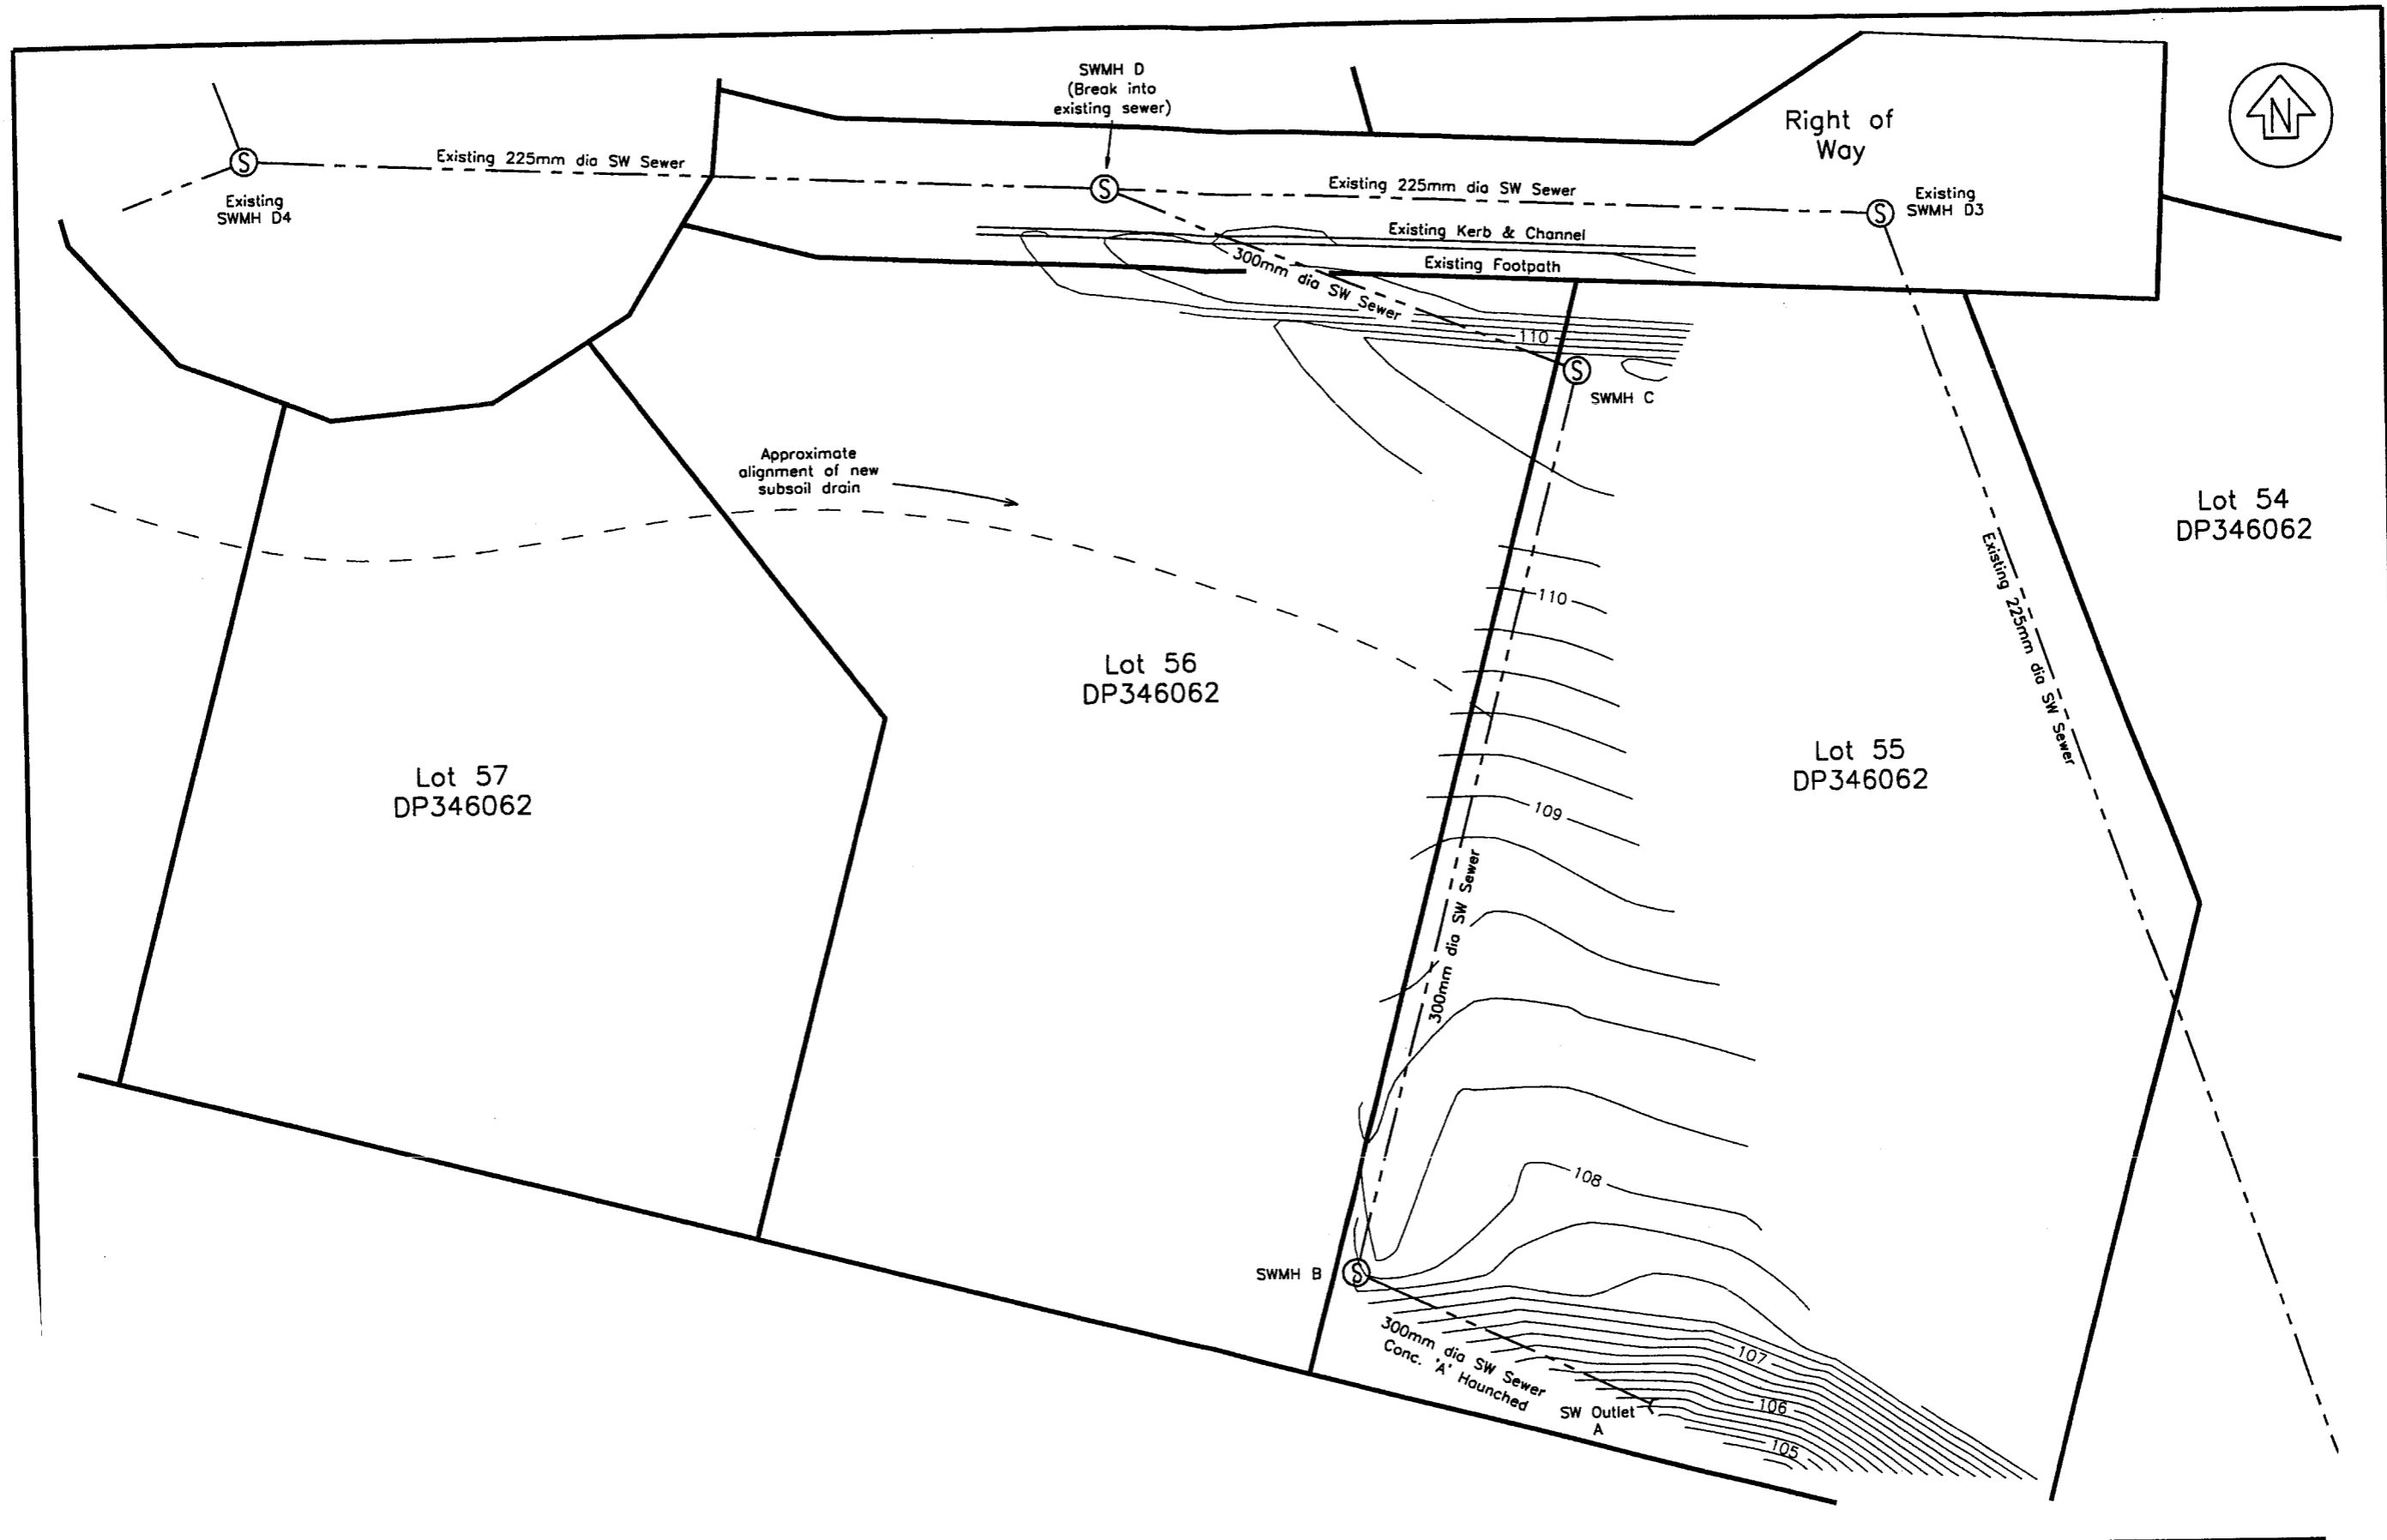 SWMH D
(Break into
existing sewer)
Right of
Way
N
S
Existing 225mm dia SW Sewer
Existing
SWMH D4
S
Existing 225mm dia SW Sewer
S
Existing
SWMH D3
Existing Kerb & Channel
Existing Footpath
300mm dia SW Sewer
110
S
SWMH C
Approximate
alignment of new
subsoil drain
Lot 54
DP346062
Existing 225mm dia SW Sewer
110
Lot 56
DP346062
Lot 55
DP346062
Lot 57
DP346062
109
300mm dia SW Sewer
108
SWMH B
S
300mm dia SW Sewer
Conc. 'A' Haunched
107
106
SW Outlet
A
105